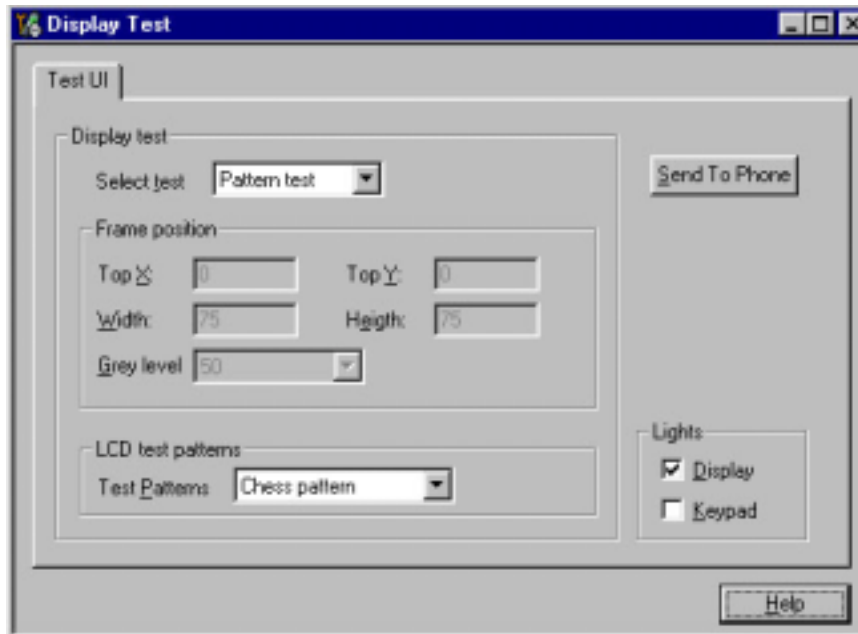 Display Test
Test UI
Display test
Select test Pattern test
Send To Phone
Frame position
Top X: 0 Top Y: 0
Width: 75 Heigth: 75
Grey level 50
LCD test patterns
Test Patterns Chess pattern
Lights
Display
Keypad
Help